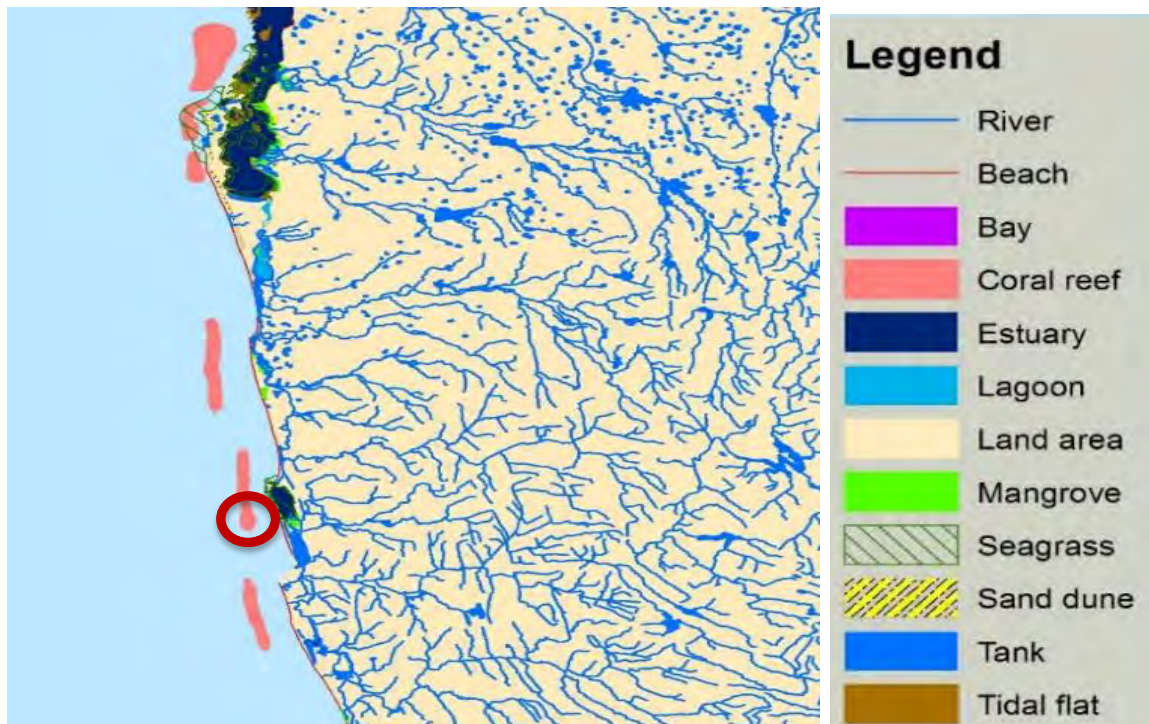 Legend
River
Beach
Bay
Coral reef
Estuary
Lagoon
Land area
Mangrove
Seagrass
Sand dune
Tank
Tidal flat